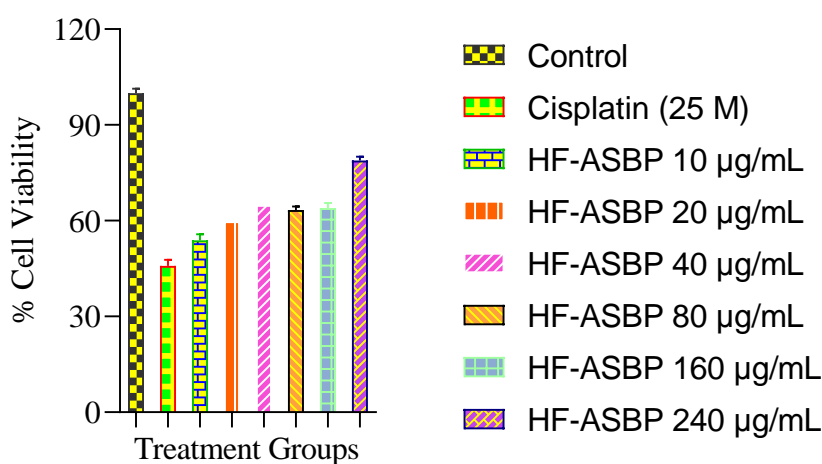 120
90
60
30
0
% Cell Viability
Treatment Groups
Control
Cisplatin (25 M)
HF-ASBP 10 µg/mL
HF-ASBP 20 µg/mL
HF-ASBP 40 µg/mL
HF-ASBP 80 µg/mL
HF-ASBP 160 µg/mL
HF-ASBP 240 µg/mL